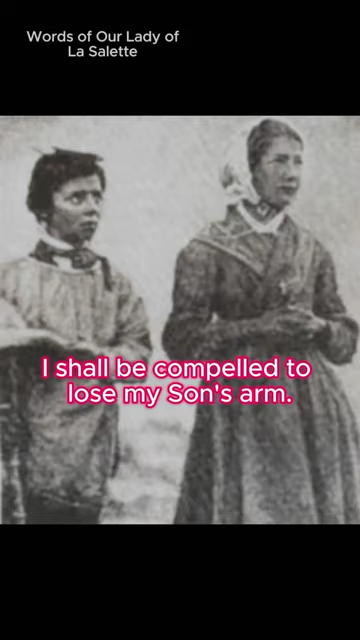 Words of Our Lady of
La Salette
I shall be compelled to
lose my Son's arm.